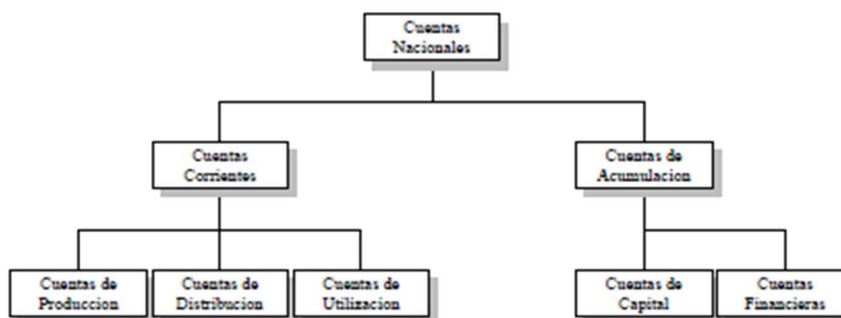 Cuentas
Nacionales
Cuentas
Corrientes
Cuentas de
Acumulacion
Cuentas de
Produccion
Cuentas de
Distribucion
Cuentas de
Utilizacion
Cuentas de
Capital
Cuentas
Financieras